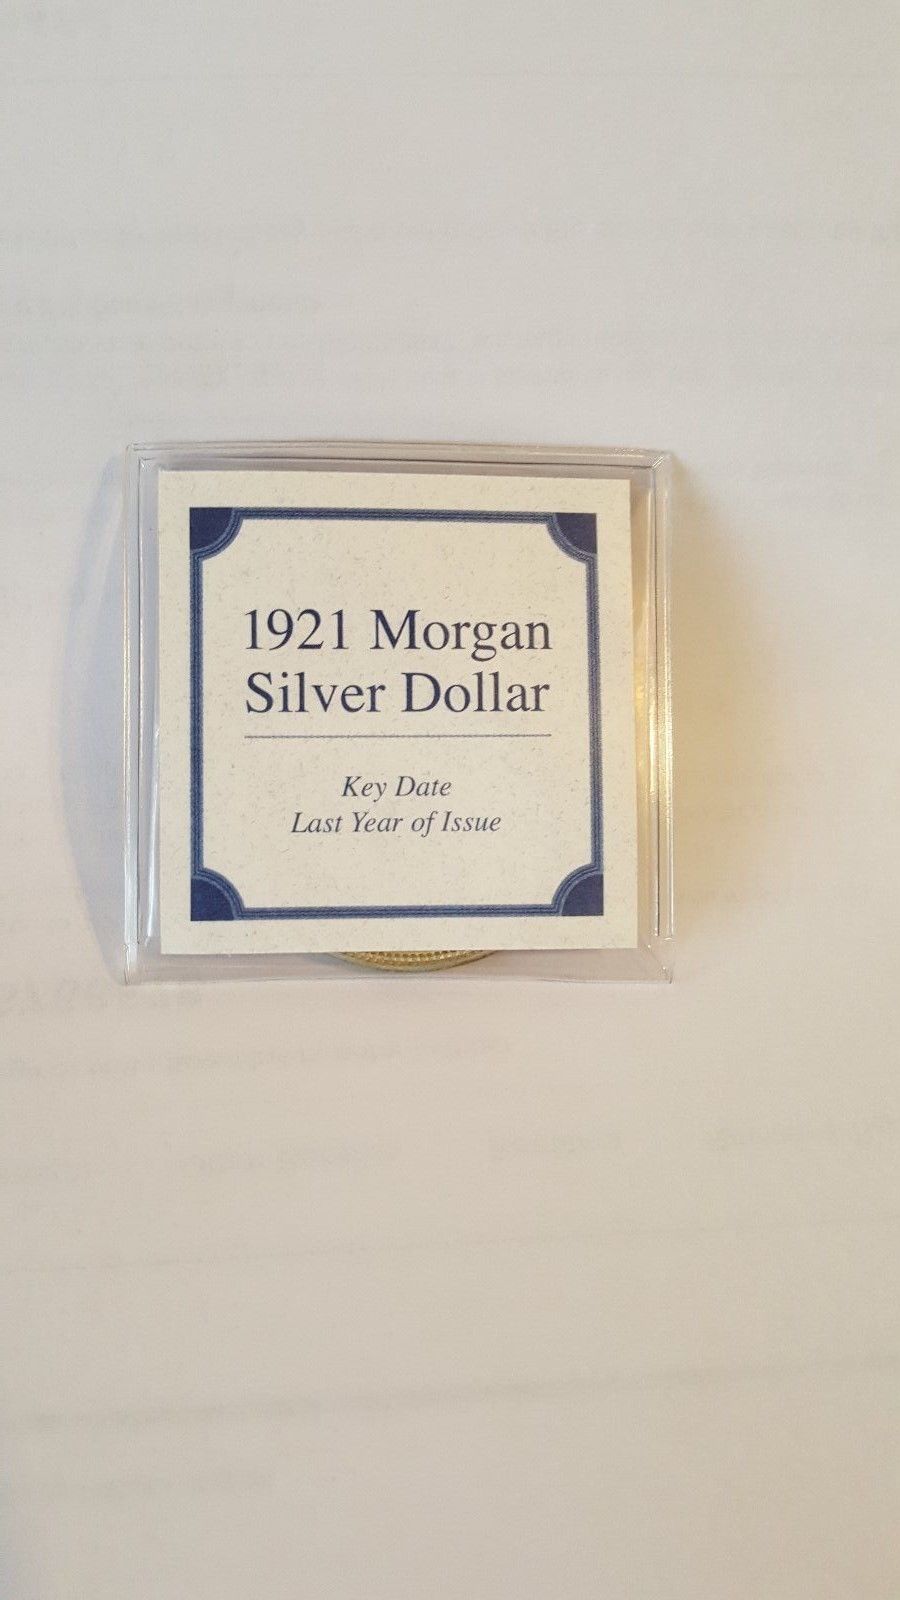 1921 Morgan
Silver Dollar
Key Date
Last Year of Issue